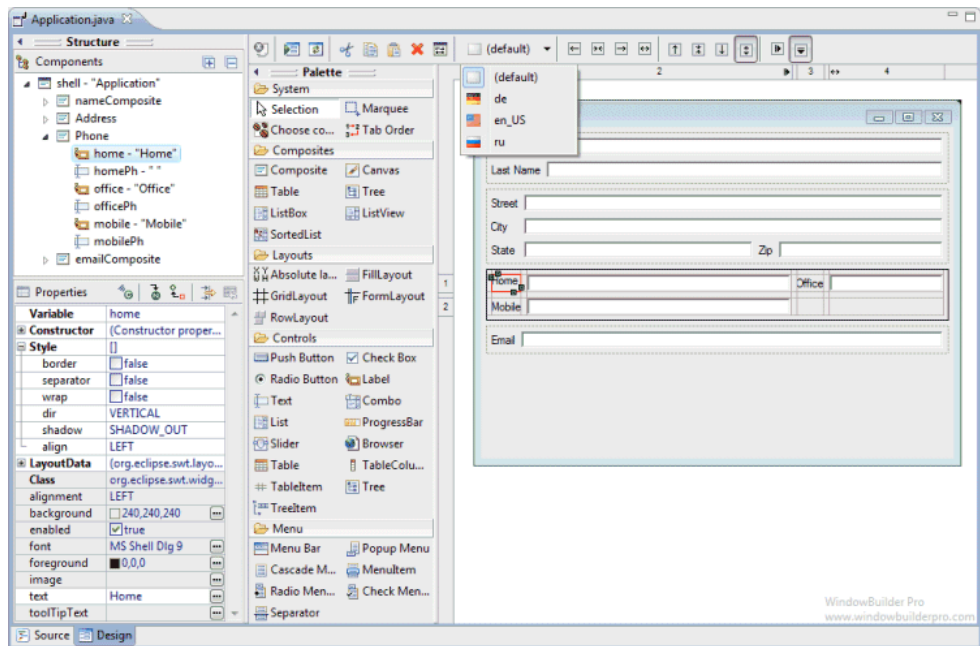 Application.java
Structure
Components
shell - "Application"
nameComposite
Address
Phone
home - "Home"
homePh - " "
office - "Office"
officePh
mobile - "Mobile"
mobilePh
emailComposite
Properties
Variable home
Constructor (Constructor proper...
Style []
border false
separator false
wrap false
dir VERTICAL
shadow SHADOW_OUT
align LEFT
LayoutData (org.eclipse.swt.layo...
Class org.eclipse.swt.widg...
alignment LEFT
background 240,240,240
enabled true
font MS Shell Dlg 9
foreground 0,0,0
image
text Home
toolTipText
Source Design
Palette
System
Selection Marquee
Choose co... Tab Order
Composites
Composite Canvas
Table Tree
ListBox ListView
SortedList
Layouts
Absolute la... FillLayout
GridLayout FormLayout
RowLayout
Controls
Push Button Check Box
Radio Button Label
Text Combo
List ProgressBar
Slider Browser
Table TableColu...
TableItem Tree
TreeItem
Menu
Menu Bar Popup Menu
Cascade M... MenuItem
Radio Men... Check Men...
Separator
(default)
(default)
de
en_US
ru
2 3 4
1
2
Last Name
Street
City
State Zip
Home Office
Mobile
Email
WindowBuilder Pro
www.windowbuilderpro.com